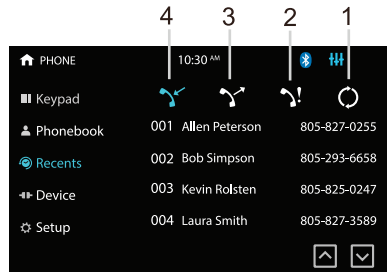 4 3 2 1
PHONE 10:30 AM
Keypad
Phonebook
Recents
Device
Setup
001 Allen Peterson 805-827-0255
002 Bob Simpson 805-293-6658
003 Kevin Rolsten 805-825-0247
004 Laura Smith 805-827-3589